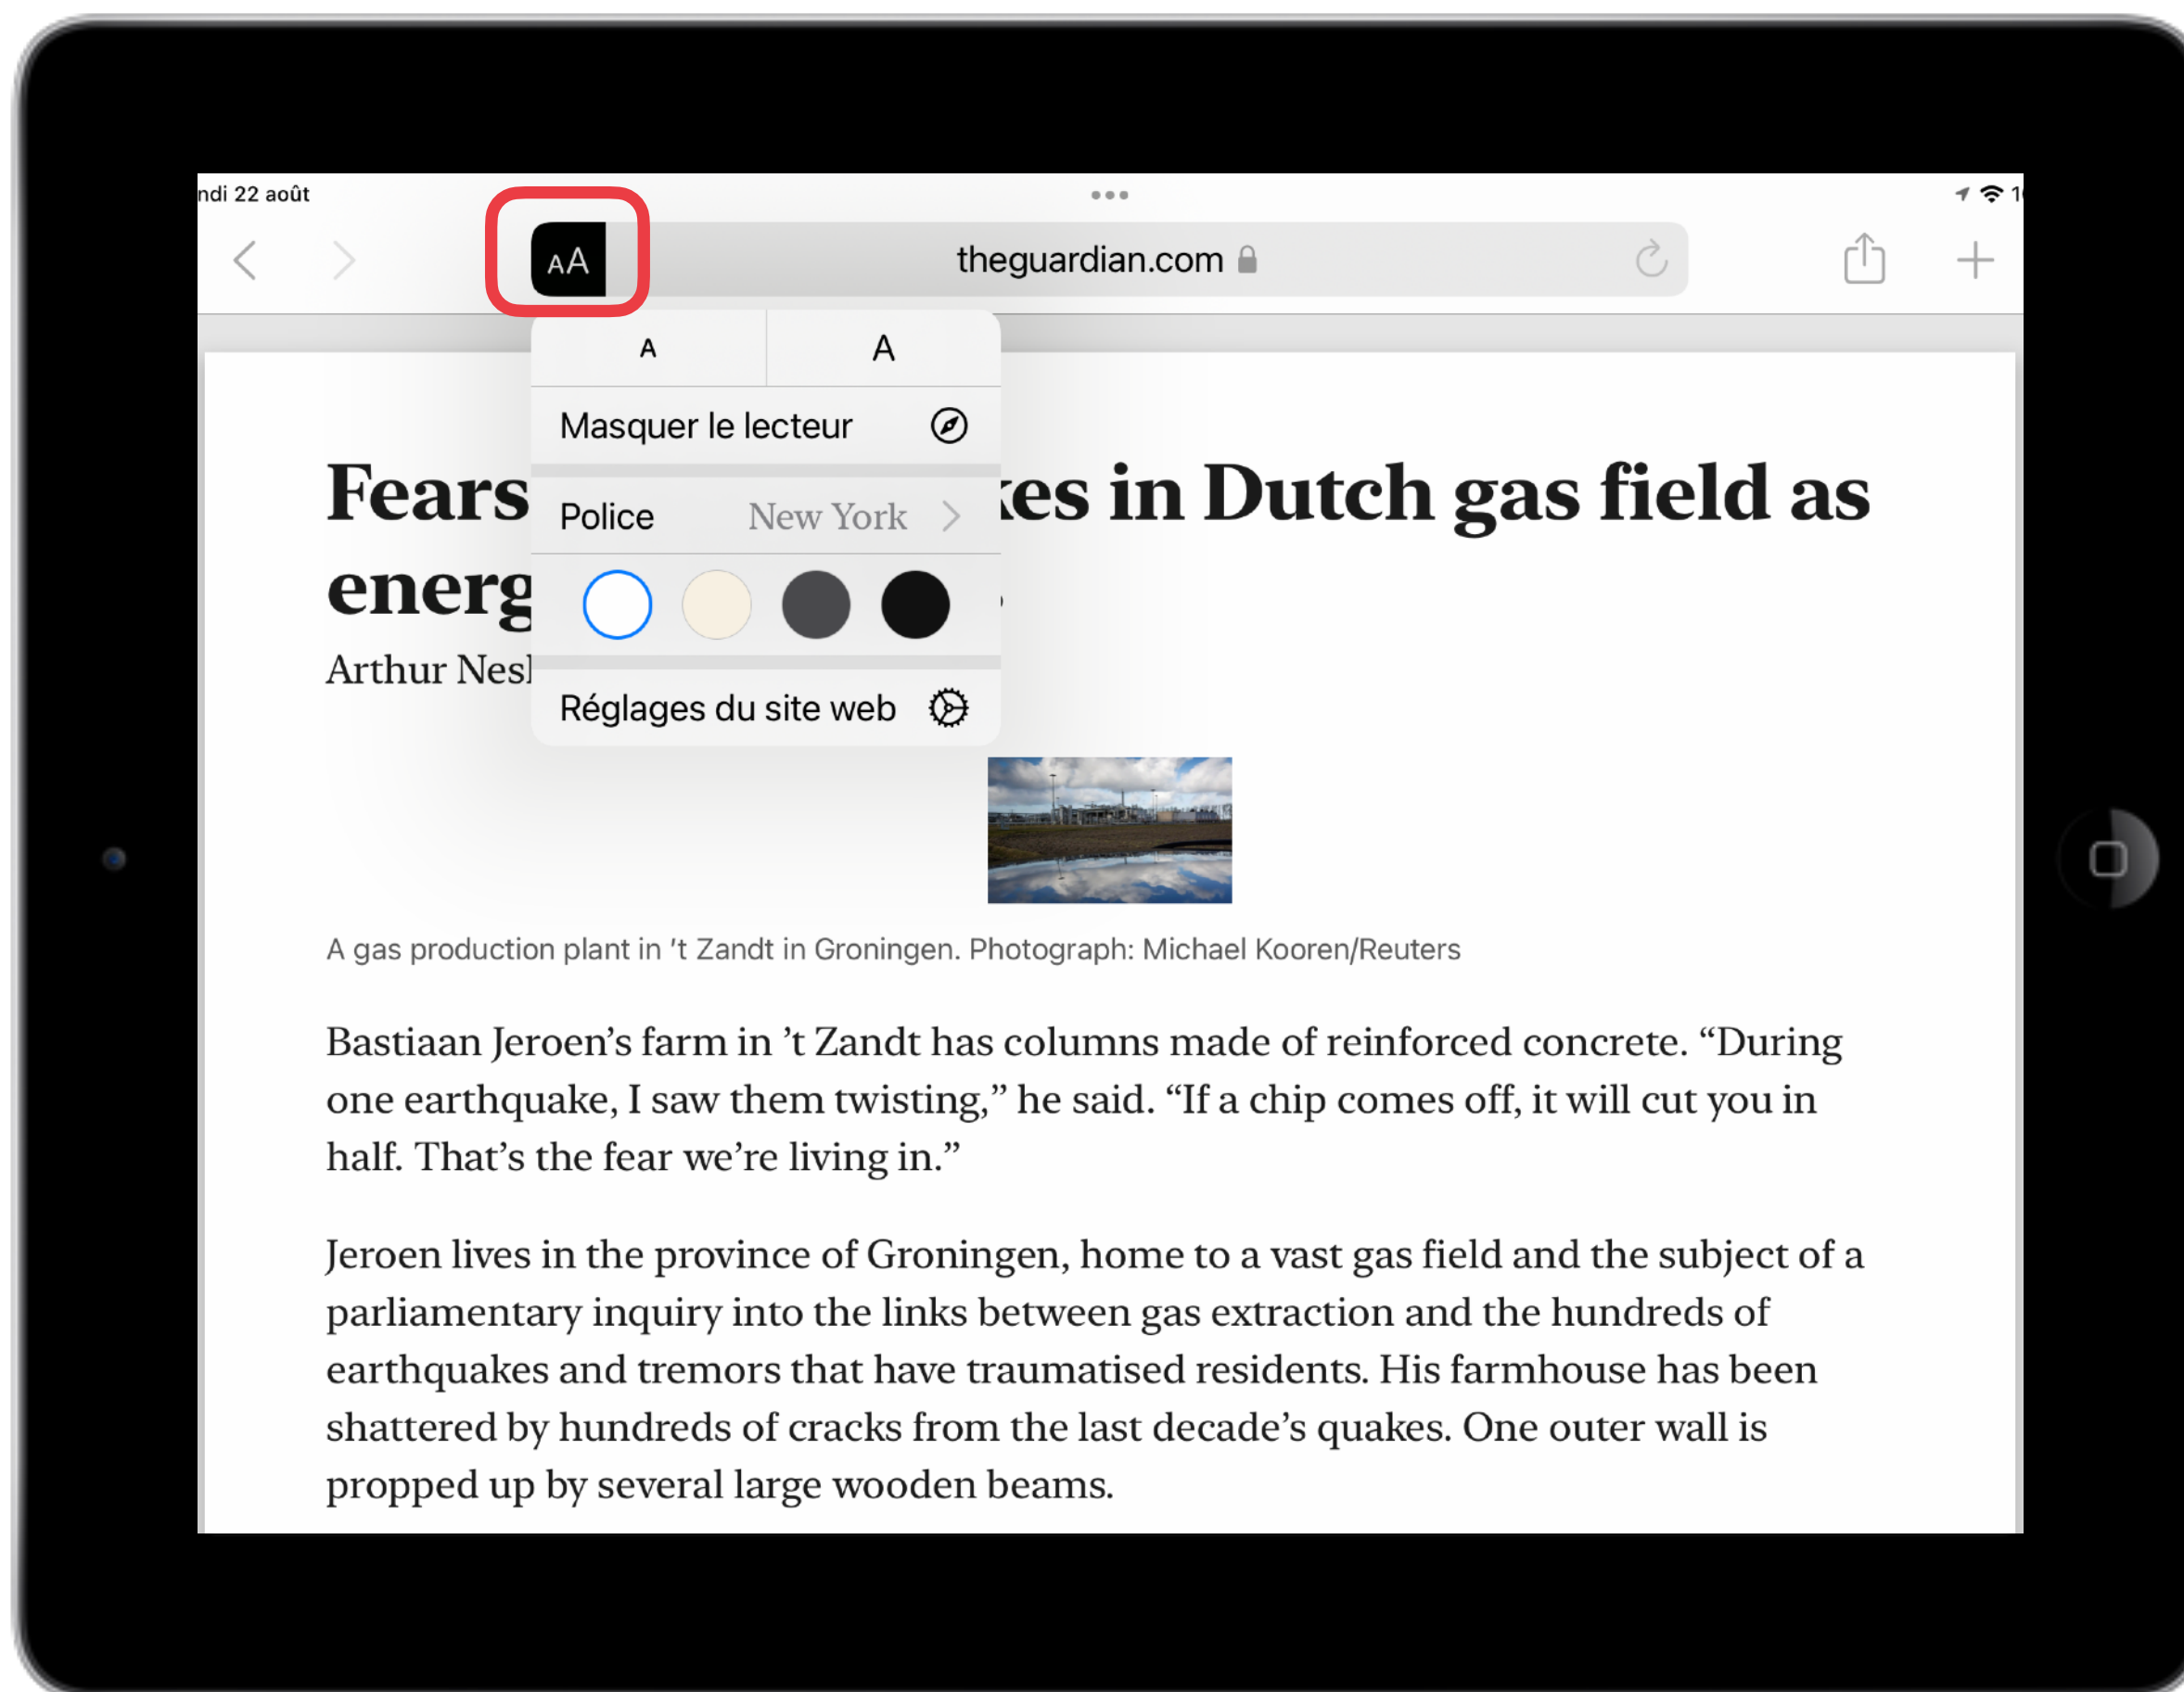 ndi 22 août
AA
theguardian.com
A A
Masquer le lecteur
Police New York
Réglages du site web
Fears in Dutch gas field as
Arthur
A gas production plant in 't Zandt in Groningen. Photograph: Michael Kooren/Reuters
Bastiaan Jeroen’s farm in ’t Zandt has columns made of reinforced concrete. “During
one earthquake, I saw them twisting,” he said. “If a chip comes off, it will cut you in
half. That’s the fear we’re living in.”
Jeroen lives in the province of Groningen, home to a vast gas field and the subject of a
parliamentary inquiry into the links between gas extraction and the hundreds of
earthquakes and tremors that have traumatised residents. His farmhouse has been
shattered by hundreds of cracks from the last decade’s quakes. One outer wall is
propped up by several large wooden beams.